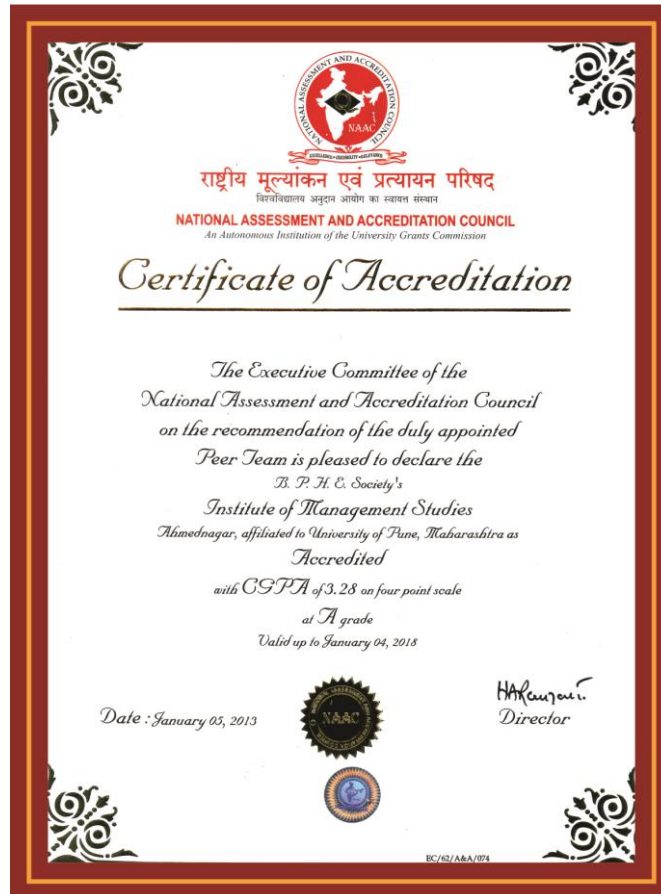 NATIONAL ASSESSMENT AND ACCREDITATION COUNCIL
NAAC
EXCELLENCE • CREDIBILITY • RELEVANCE
राष्ट्रीय मूल्यांकन एवं प्रत्यायन परिषद
विश्वविद्यालय अनुदान आयोग का स्वायत्त संस्थान
NATIONAL ASSESSMENT AND ACCREDITATION COUNCIL
An Autonomous Institution of the University Grants Commission
Certificate of Accreditation
The Executive Committee of the
National Assessment and Accreditation Council
on the recommendation of the duly appointed
Peer Team is pleased to declare the
B. P. H. E. Society's
Institute of Management Studies
Ahmednagar, affiliated to University of Pune, Maharashtra as
Accredited
with CGPA of 3.28 on four point scale
at A grade
Valid up to January 04, 2018
Date : January 05, 2013
NAAC
Director
EC/62/A&A/074